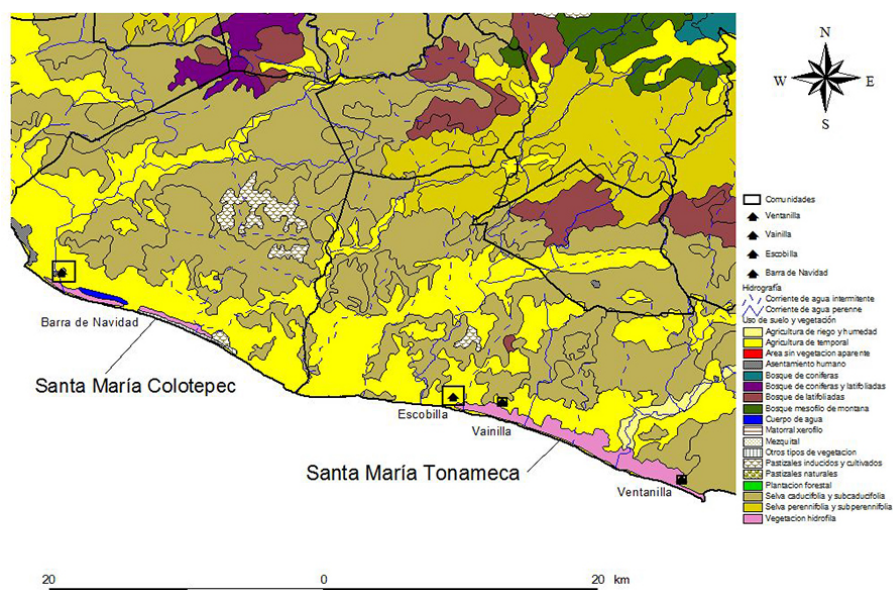 N
W E
S
Comunidades
Ventanilla
Vainilla
Escobilla
Barra de Navidad
Hidrografía
Corriente de agua intermitente
Corriente de agua perenne
Uso de suelo y vegetación
Agricultura de riego y humedad
Agricultura de temporal
Area sin vegetacion aparente
Asentamiento humano
Bosque de coniferas
Bosque de coniferas y latifoliadas
Bosque de latifoliadas
Bosque mesofilo de montana
Cuerpo de agua
Matorral xerofilo
Mezquital
Otros tipos de vegetacion
Pastizales inducidos y cultivados
Pastizales naturales
Plantacion forestal
Selva caducifolia y subcaducifolia
Selva perennifolia y subperennifolia
Vegetacion hidrofila
Barra de Navidad
Santa María Colotepec
Escobilla
Vainilla
Santa María Tonameca
Ventanilla
20 0 20 km